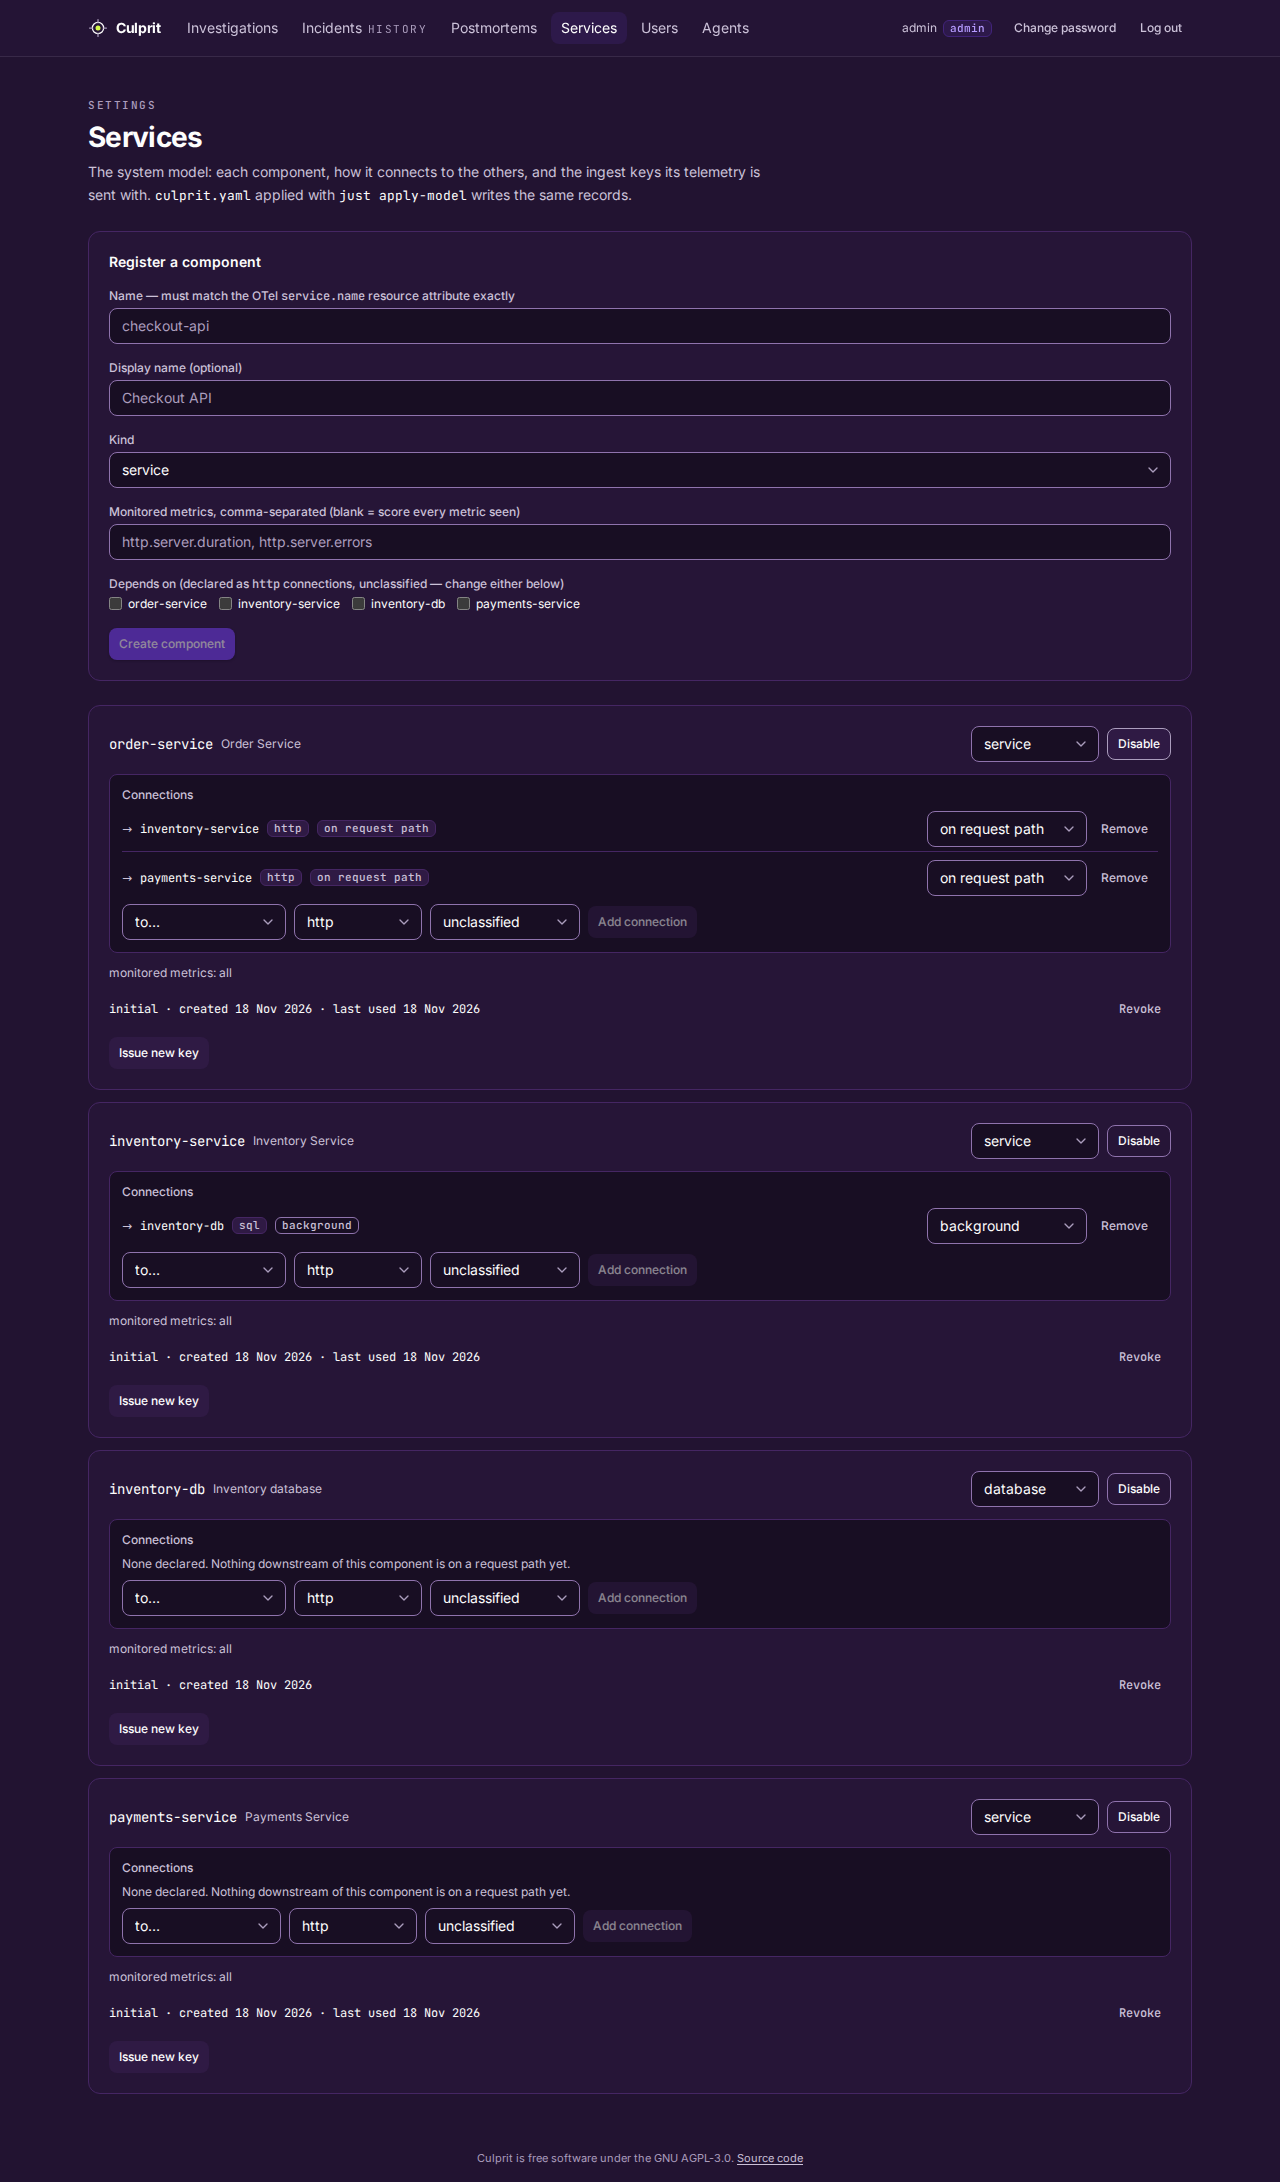 Culprit Investigations Incidents HISTORY Postmortems Services Users Agents admin admin Change password Log out
SETTINGS
Services
The system model: each component, how it connects to the others, and the ingest keys its telemetry is
sent with. culprit.yaml applied with just apply-model writes the same records.
Register a component
Name — must match the OTel service.name resource attribute exactly
checkout-api
Display name (optional)
Checkout API
Kind
service
Monitored metrics, comma-separated (blank = score every metric seen)
http.server.duration, http.server.errors
Depends on (declared as http connections, unclassified — change either below)
order-service inventory-service inventory-db payments-service
Create component
order-service Order Service service Disable
Connections
→ inventory-service http on request path on request path Remove
→ payments-service http on request path on request path Remove
to... http unclassified Add connection
monitored metrics: all
initial · created 18 Nov 2026 · last used 18 Nov 2026 Revoke
Issue new key
inventory-service Inventory Service service Disable
Connections
→ inventory-db sql background background Remove
to... http unclassified Add connection
monitored metrics: all
initial · created 18 Nov 2026 · last used 18 Nov 2026 Revoke
Issue new key
inventory-db Inventory database database Disable
Connections
None declared. Nothing downstream of this component is on a request path yet.
to... http unclassified Add connection
monitored metrics: all
initial · created 18 Nov 2026 Revoke
Issue new key
payments-service Payments Service service Disable
Connections
None declared. Nothing downstream of this component is on a request path yet.
to... http unclassified Add connection
monitored metrics: all
initial · created 18 Nov 2026 · last used 18 Nov 2026 Revoke
Issue new key
Culprit is free software under the GNU AGPL-3.0. Source code